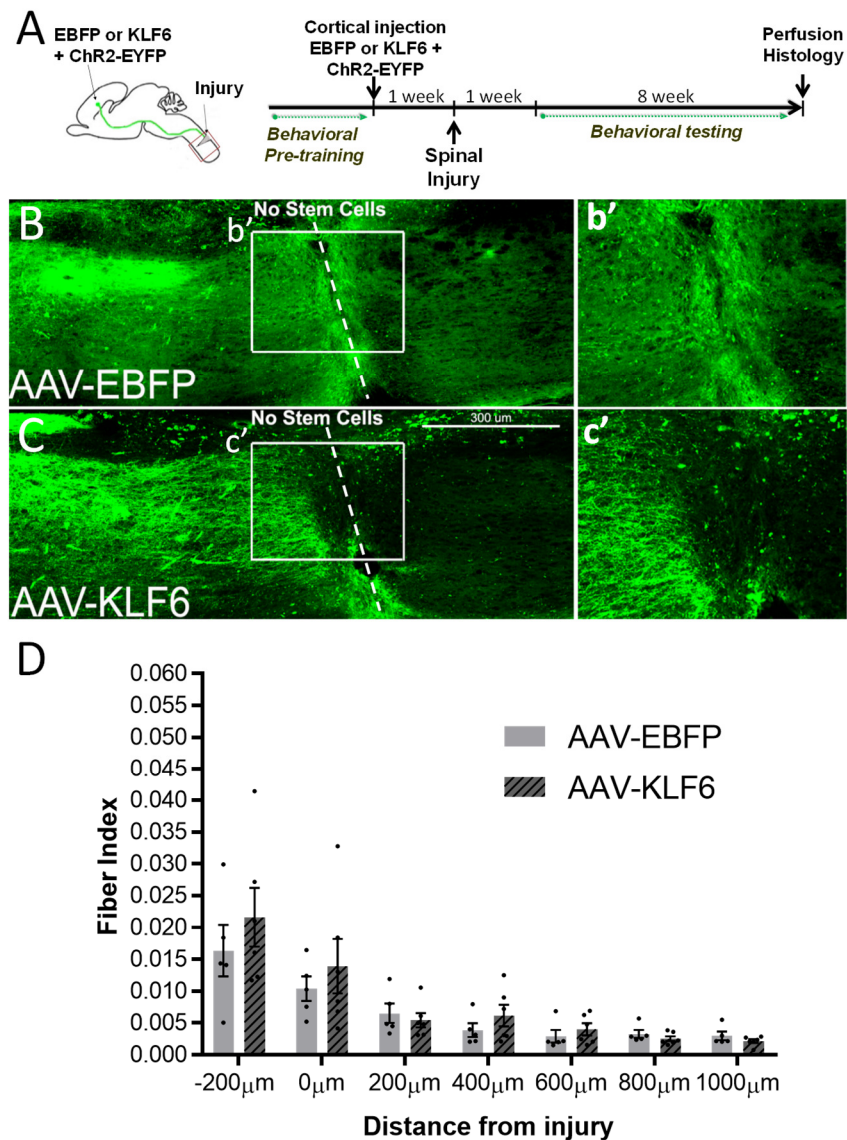 A
EBFP or KLF6
+ ChR2-EYFP
Injury
Cortical injection
EBFP or KLF6 +
ChR2-EYFP
Perfusion
Histology
1 week
1 week
8 week
Behavioral
Pre-training
Behavioral testing
Spinal
Injury
B
No Stem Cells
b'
b'
AAV-EBFP
C
No Stem Cells
300 um
c'
c'
AAV-KLF6
D
0.060
0.055
0.050
0.045
0.040
0.035
0.030
0.025
0.020
0.015
0.010
0.005
0.000
Fiber Index
AAV-EBFP
AAV-KLF6
-200μm 0μm 200μm 400μm 600μm 800μm 1000μm
Distance from injury